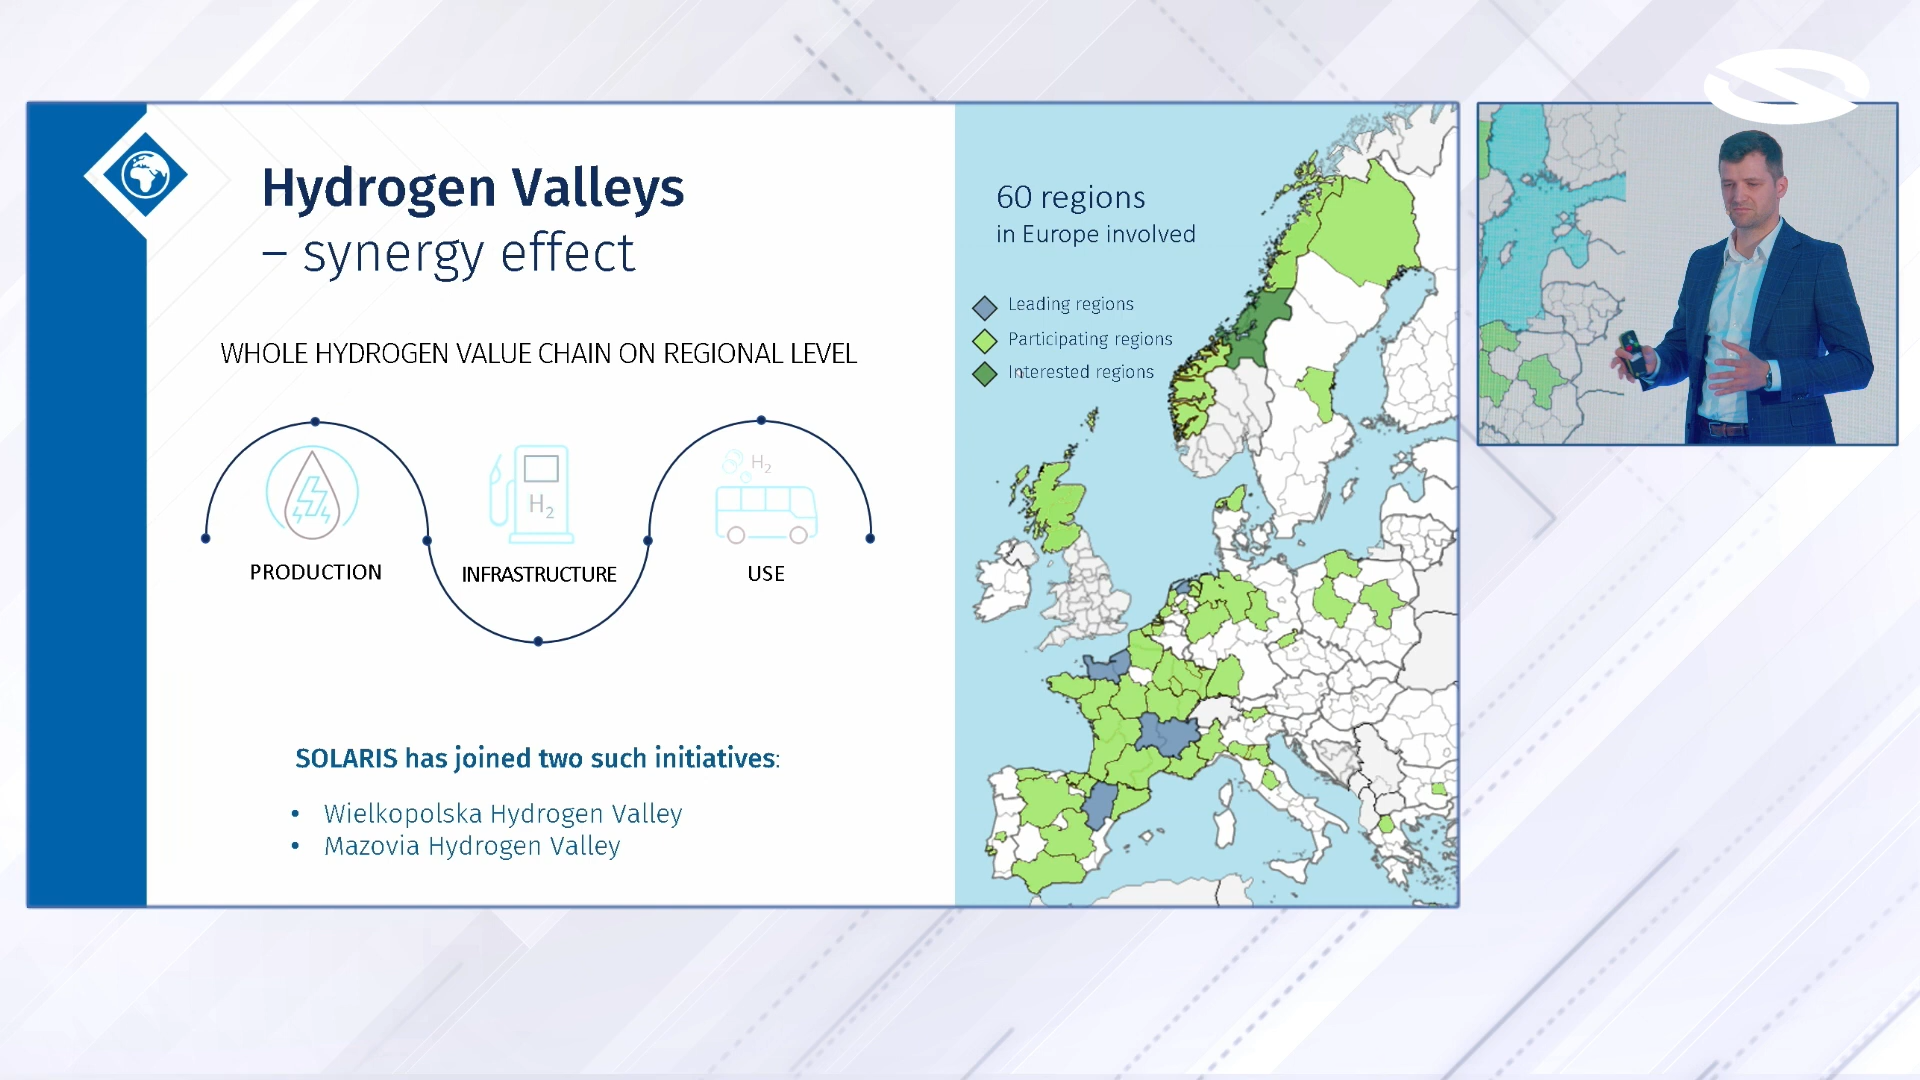 Hydrogen Valleys
– synergy effect
WHOLE HYDROGEN VALUE CHAIN ON REGIONAL LEVEL
H2
H2
PRODUCTION
INFRASTRUCTURE
USE
SOLARIS has joined two such initiatives:
• Wielkopolska Hydrogen Valley
• Mazovia Hydrogen Valley
60 regions
in Europe involved
Leading regions
Participating regions
Interested regions